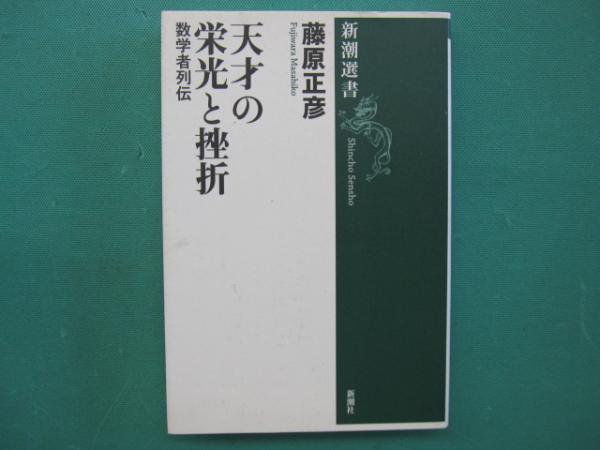 新潮選書
Shincho Sensho
藤原正彦
Fujiwara Masahiko
天才の
栄光と挫折
数学者列伝
新潮社